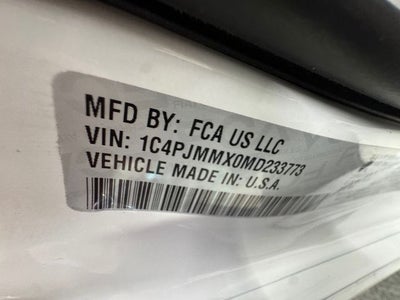 MFD BY: FCA US LLC
VIN: 1C4PJMMX0MD233773
VEHICLE MADE IN: U.S.A.